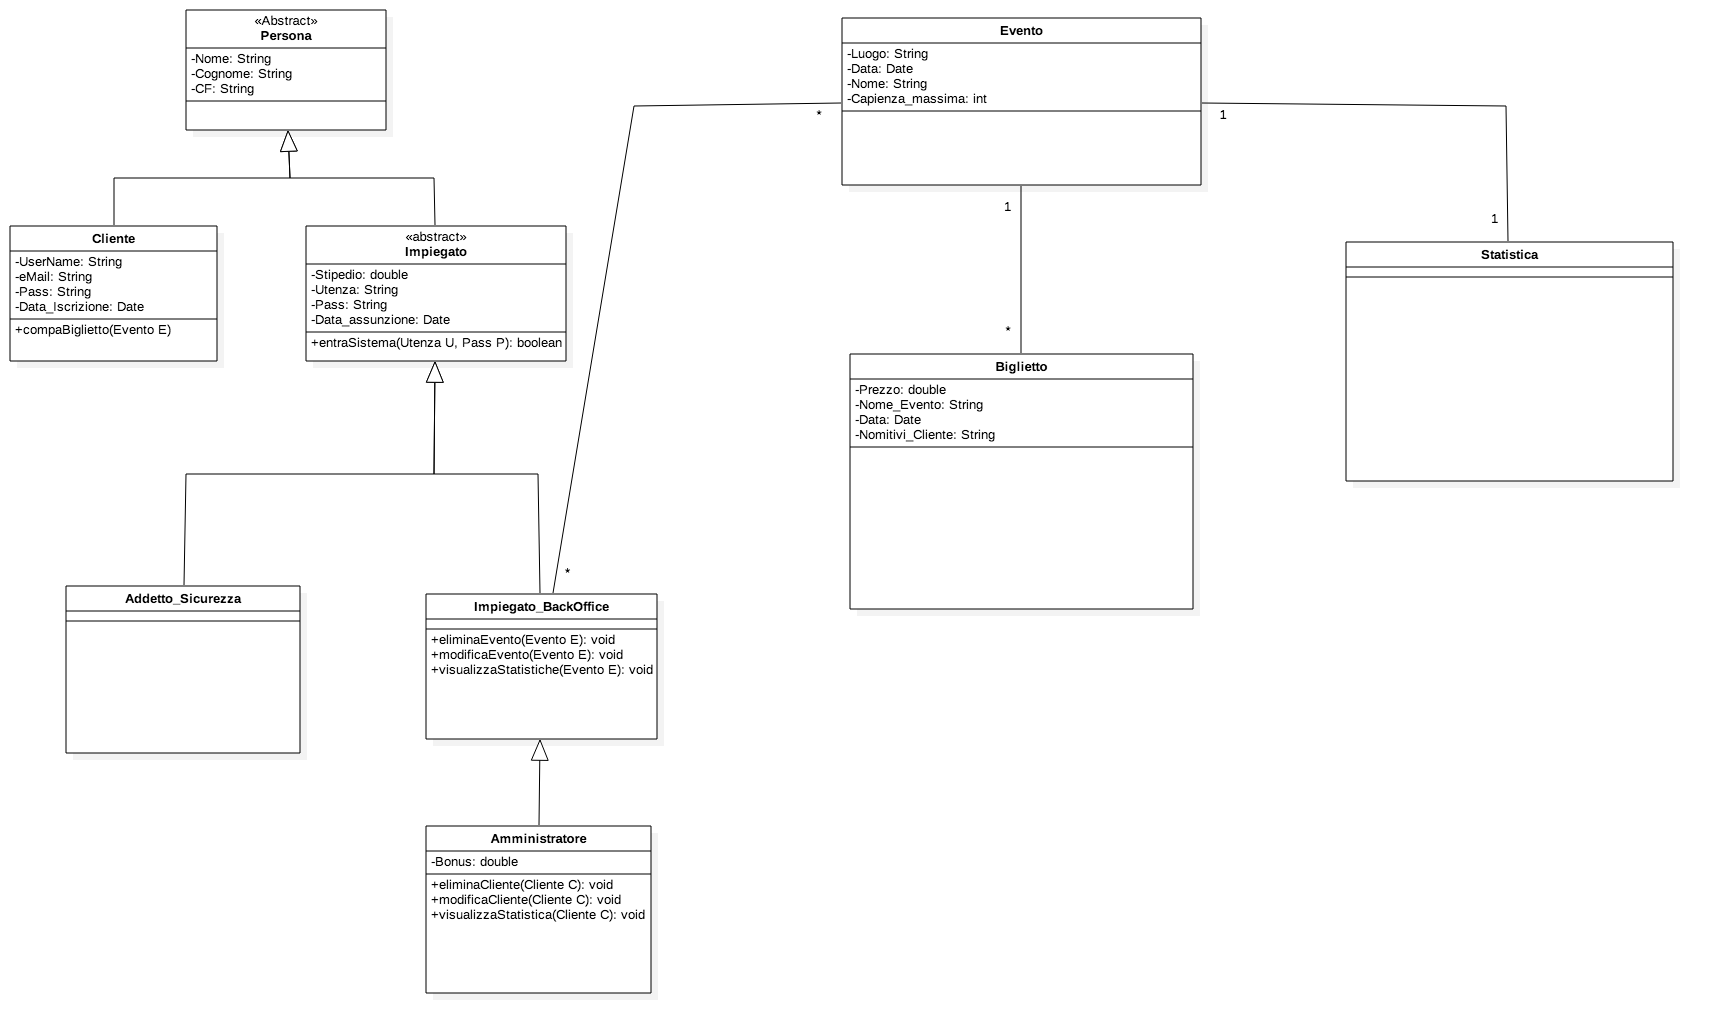 «Abstract»
Persona
-Nome: String
-Cognome: String
-CF: String
Evento
-Luogo: String
-Data: Date
-Nome: String
-Capienza_massima: int
*
1
1
1
*
Cliente
-UserName: String
-eMail: String
-Pass: String
-Data_Iscrizione: Date
+compaBiglietto(Evento E)
«abstract»
Impiegato
-Stipedio: double
-Utenza: String
-Pass: String
-Data_assunzione: Date
+entraSistema(Utenza U, Pass P): boolean
Statistica
Biglietto
-Prezzo: double
-Nome_Evento: String
-Data: Date
-Nomitivi_Cliente: String
*
Addetto_Sicurezza
Impiegato_BackOffice
+eliminaEvento(Evento E): void
+modificaEvento(Evento E): void
+visualizzaStatistiche(Evento E): void
Amministratore
-Bonus: double
+eliminaCliente(Cliente C): void
+modificaCliente(Cliente C): void
+visualizzaStatistica(Cliente C): void